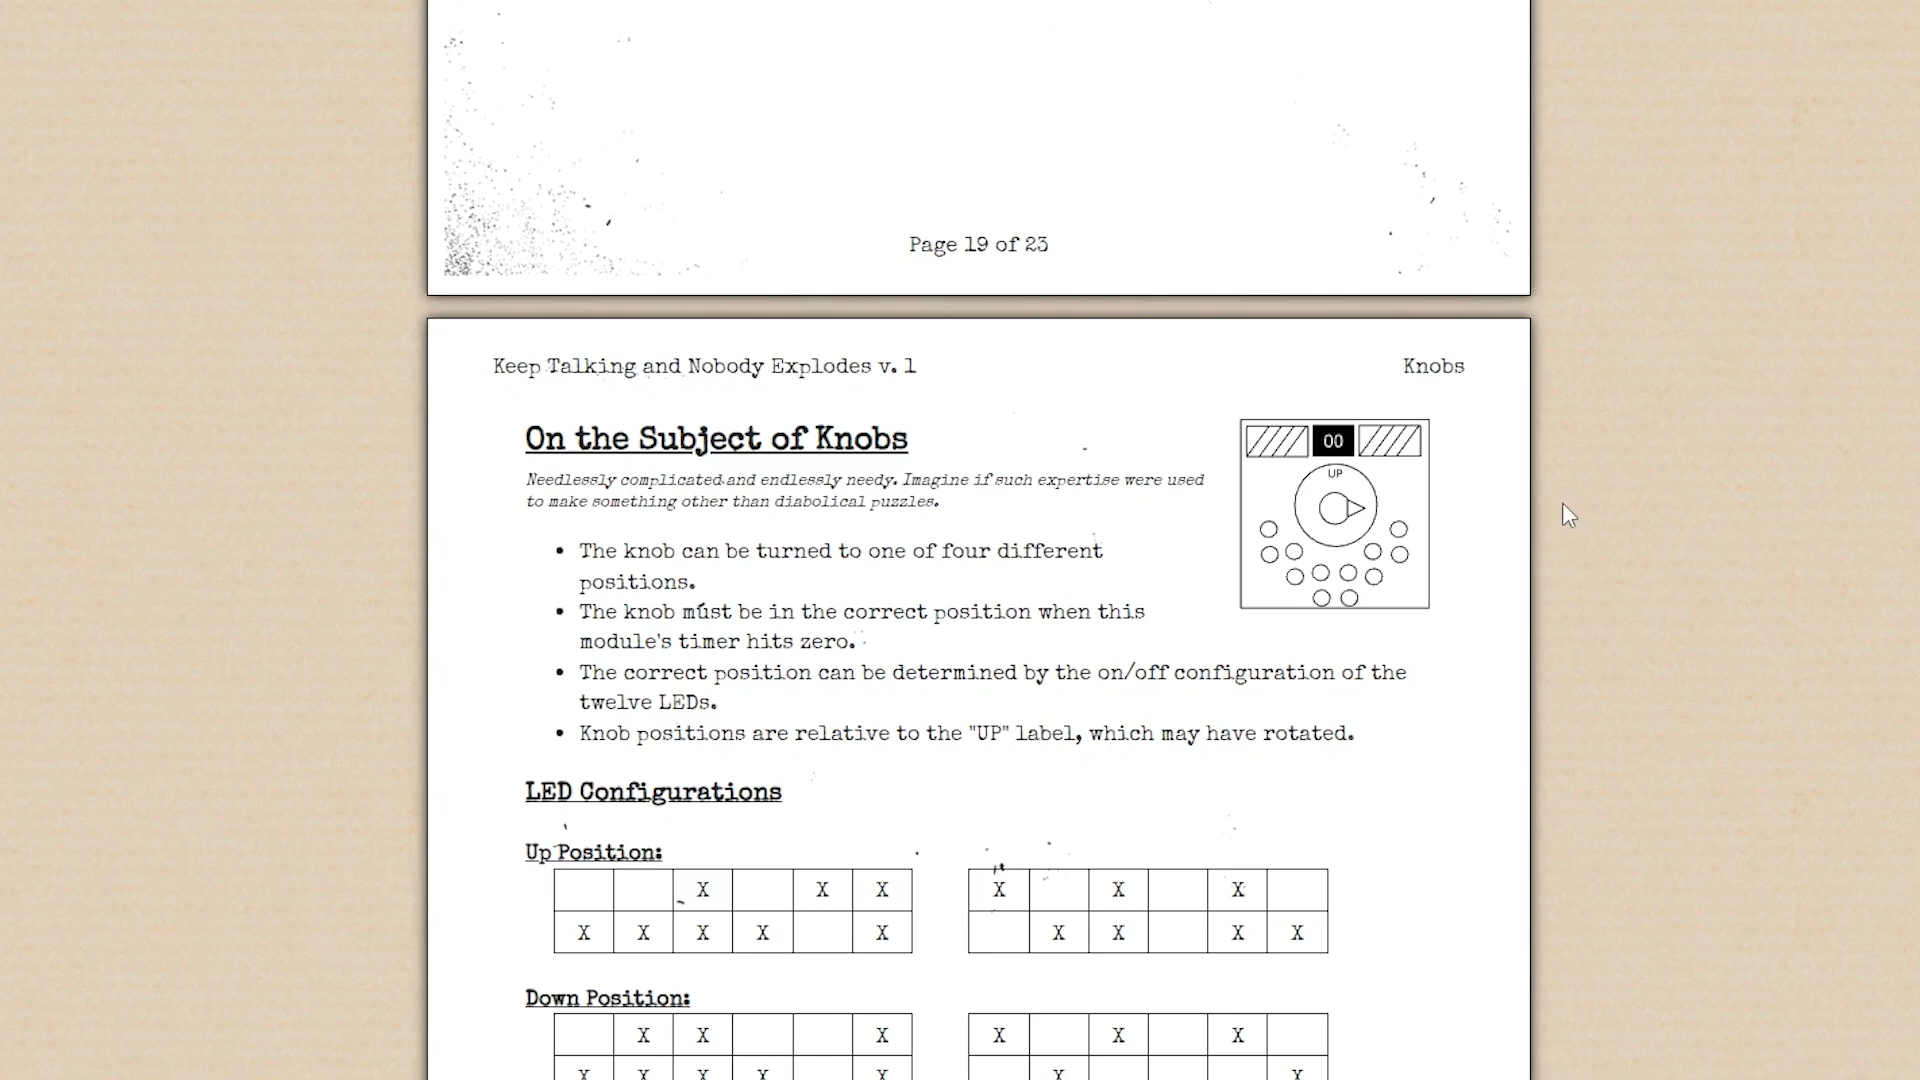 Page 19 of 23
Keep Talking and Nobody Explodes v. 1
Knobs
On the Subject of Knobs
00
UP
Needlessly complicated and endlessly needy. Imagine if such expertise were used
to make something other than diabolical puzzles.
• The knob can be turned to one of four different
positions.
• The knob must be in the correct position when this
module's timer hits zero.
• The correct position can be determined by the on/off configuration of the
twelve LEDs.
• Knob positions are relative to the "UP" label, which may have rotated.
LED Configurations
Up Position:
X X X X X X
X X X X X X X X X
Down Position:
X X X X X X
X X X X X X X